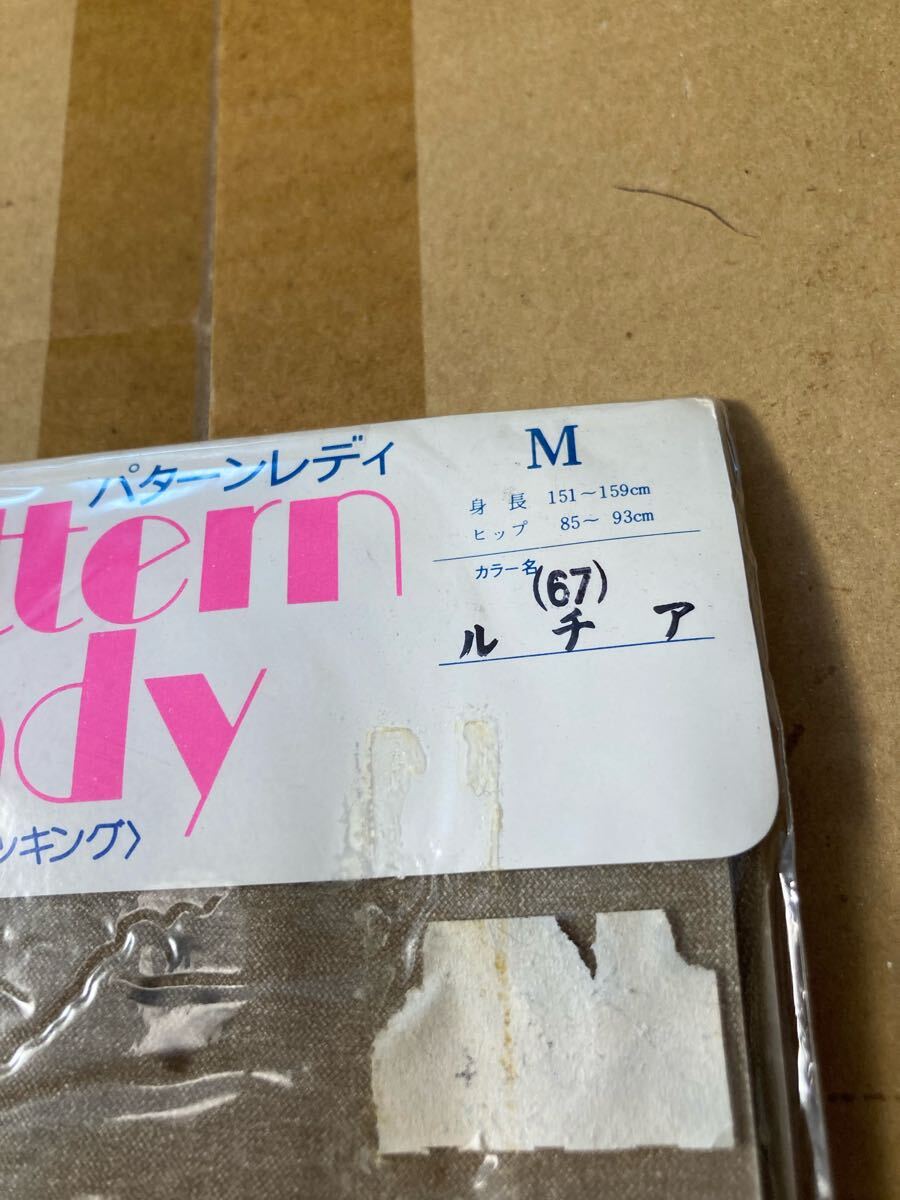 パターンレディ
ttern
dy
ッキング〉
M
身長 151～159cm
ヒップ 85～ 93cm
カラー名
(67)
ルチア